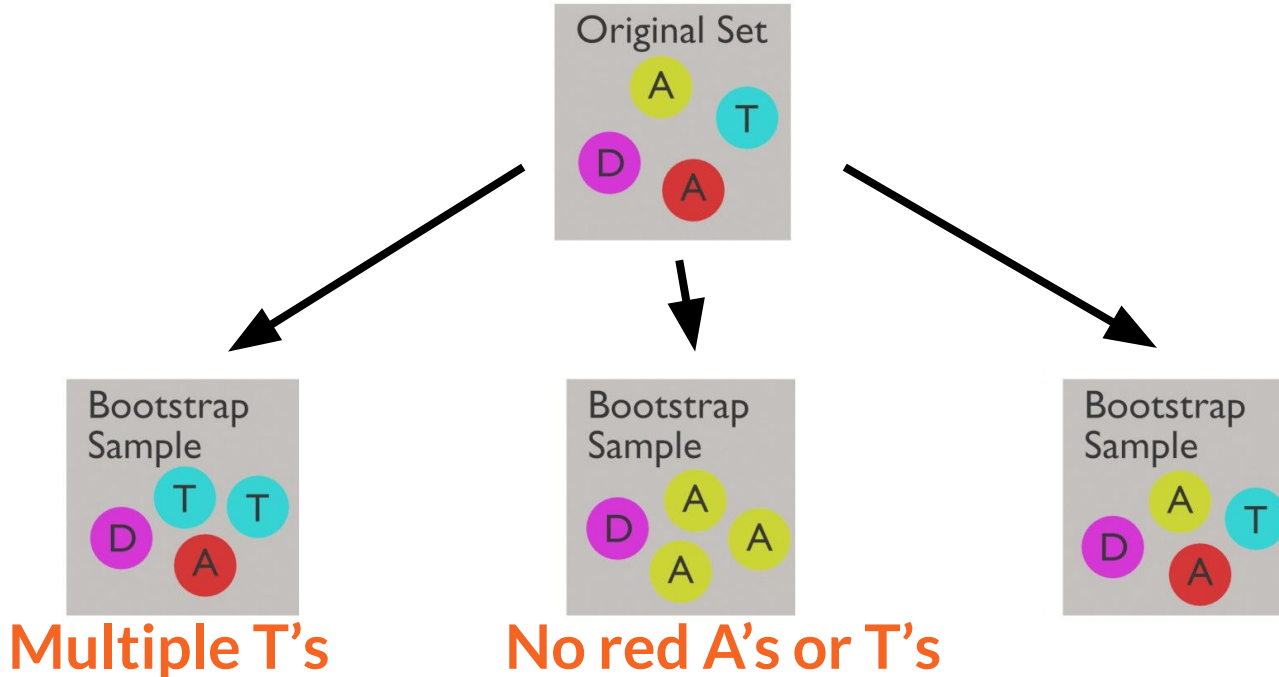 Original Set
A
T
D
A
Bootstrap
Sample
T
T
D
A
Multiple T’s
Bootstrap
Sample
A
D
A
A
No red A’s or T’s
Bootstrap
Sample
A
T
D
A